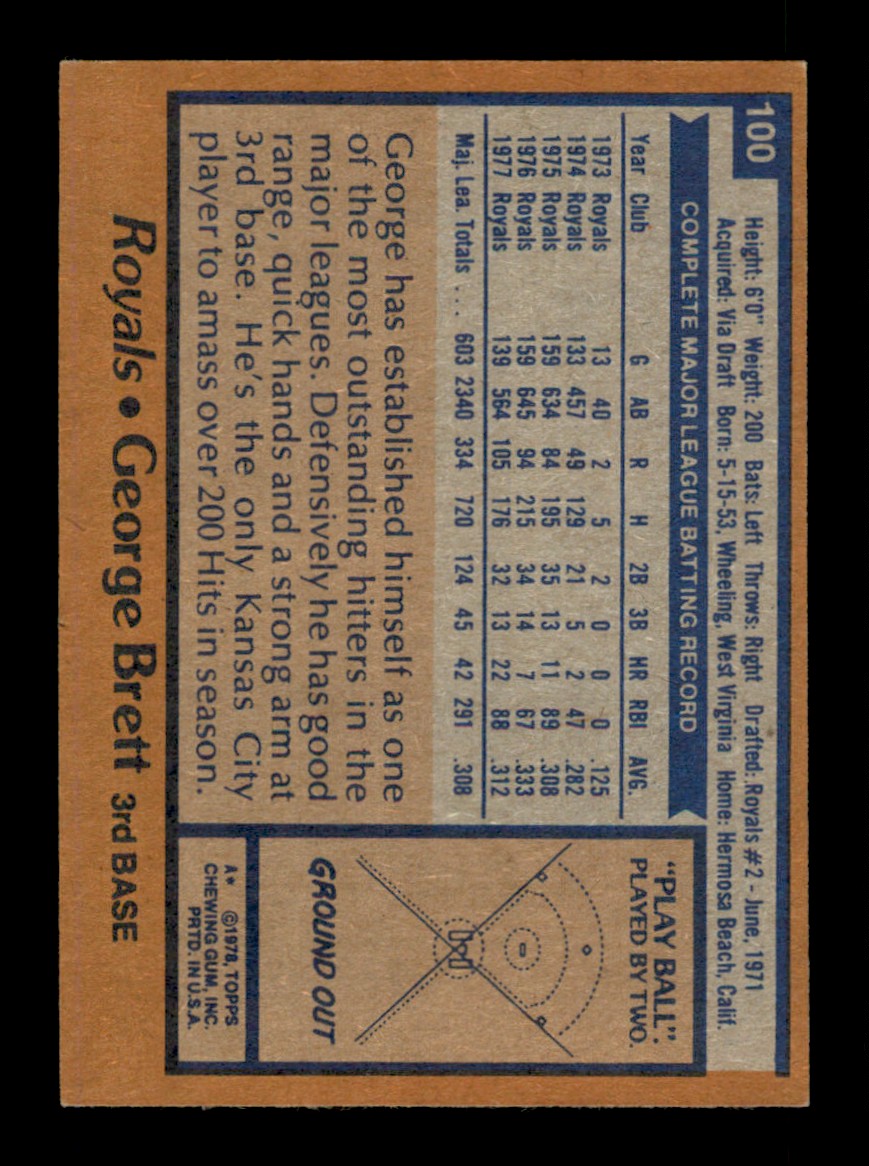 100
Height: 6'0" Weight: 200 Bats: Left Throws: Right Drafted: Royals #2 - June, 1971
Acquired: Via Draft Born: 5-15-53, Wheeling, West Virginia Home: Hermosa Beach, Calif.
COMPLETE MAJOR LEAGUE BATTING RECORD
Year Club G AB R H 2B 3B HR RBI AVG.
1973 Royals 13 40 2 5 2 0 0 0 .125
1974 Royals 133 457 49 129 21 5 2 47 .282
1975 Royals 159 634 84 195 35 13 11 89 .308
1976 Royals 159 645 94 215 34 14 7 67 .333
1977 Royals 139 564 105 176 32 13 22 88 .312
Maj. Lea. Totals ... 603 2340 334 720 124 45 42 291 .308
George has established himself as one
of the most outstanding hitters in the
major leagues. Defensively he has good
range, quick hands and a strong arm at
3rd base. He's the only Kansas City
player to amass over 200 Hits in season.
"PLAY BALL".
PLAYED BY TWO.
GROUND OUT
A* ©1978, TOPPS
CHEWING GUM, INC.
PRTD. IN U.S.A.
Royals • George Brett 3rd BASE